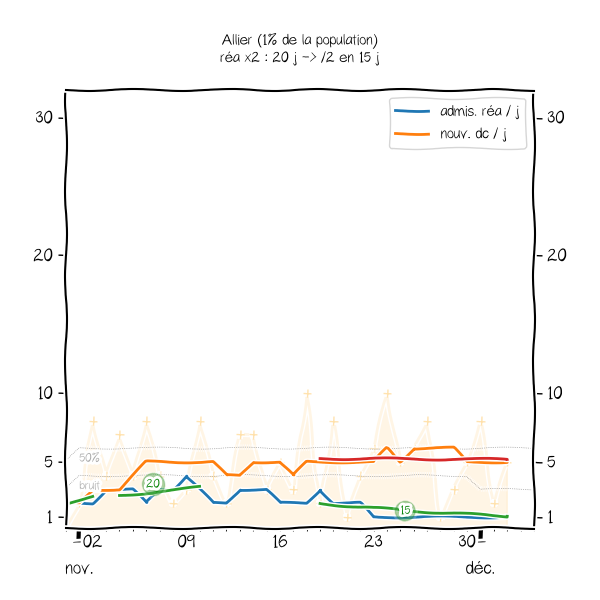 Allier (1% de la population)
réa x2 : 20 j -> /2 en 15 j
admis. réa / j
nouv. dc / j
30
30
20
20
10
10
50%
5
5
bruit
20
15
1
1
02
09
16
23
30
nov.
déc.